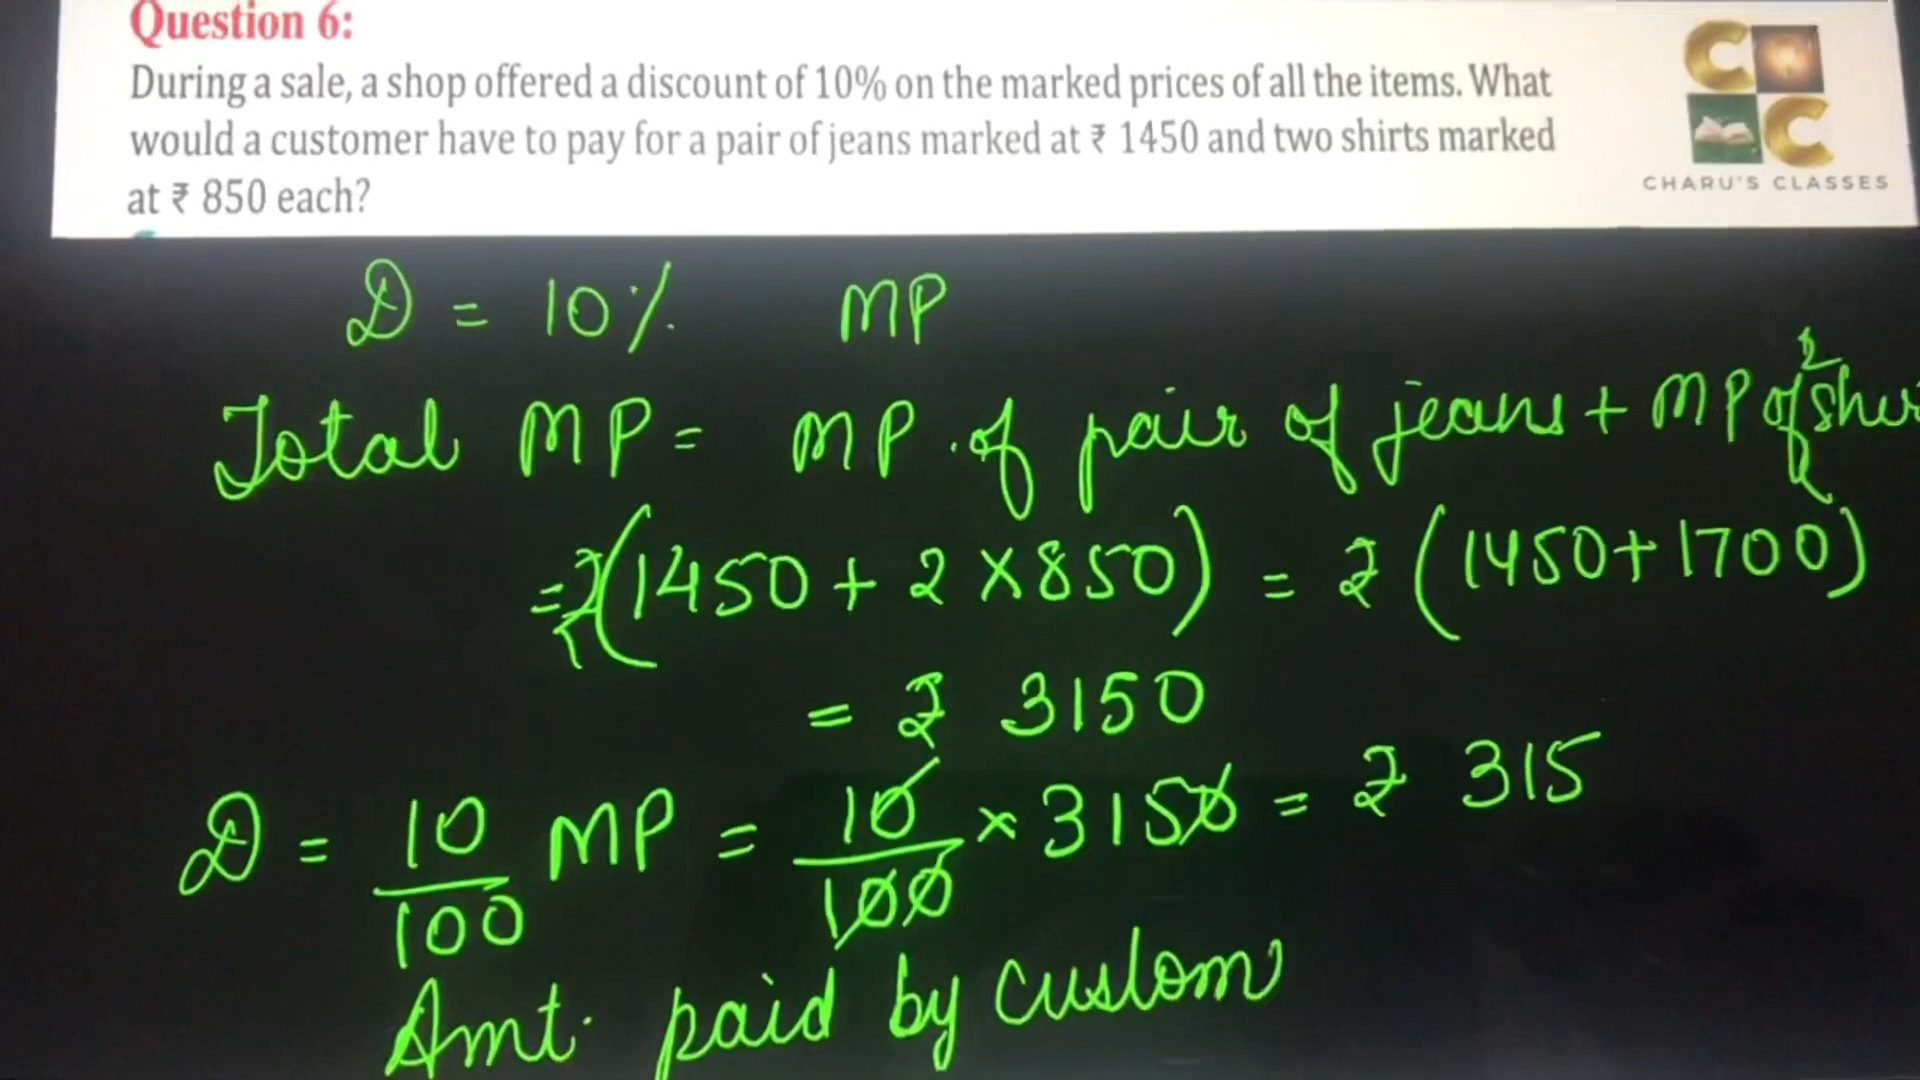 Question 6:
During a sale, a shop offered a discount of 10% on the marked prices of all the items. What
would a customer have to pay for a pair of jeans marked at ₹ 1450 and two shirts marked
at ₹ 850 each?
CHARU'S CLASSES
D = 10% MP
Total MP = MP of pair of jeans + MP of 2 shi
= ₹(1450 + 2 × 850) = ₹ (1450 + 1700)
= ₹ 3150
D = 10/100 MP = 10/100 × 3150 = ₹ 315
Amt. paid by custom